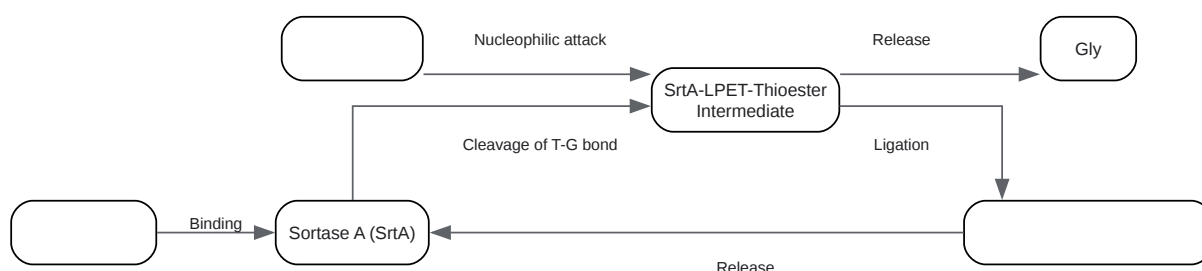 Nucleophilic attack
Release
Gly
SrtA-LPET-Thioester
Intermediate
Cleavage of T-G bond
Ligation
Binding
Sortase A (SrtA)
Release